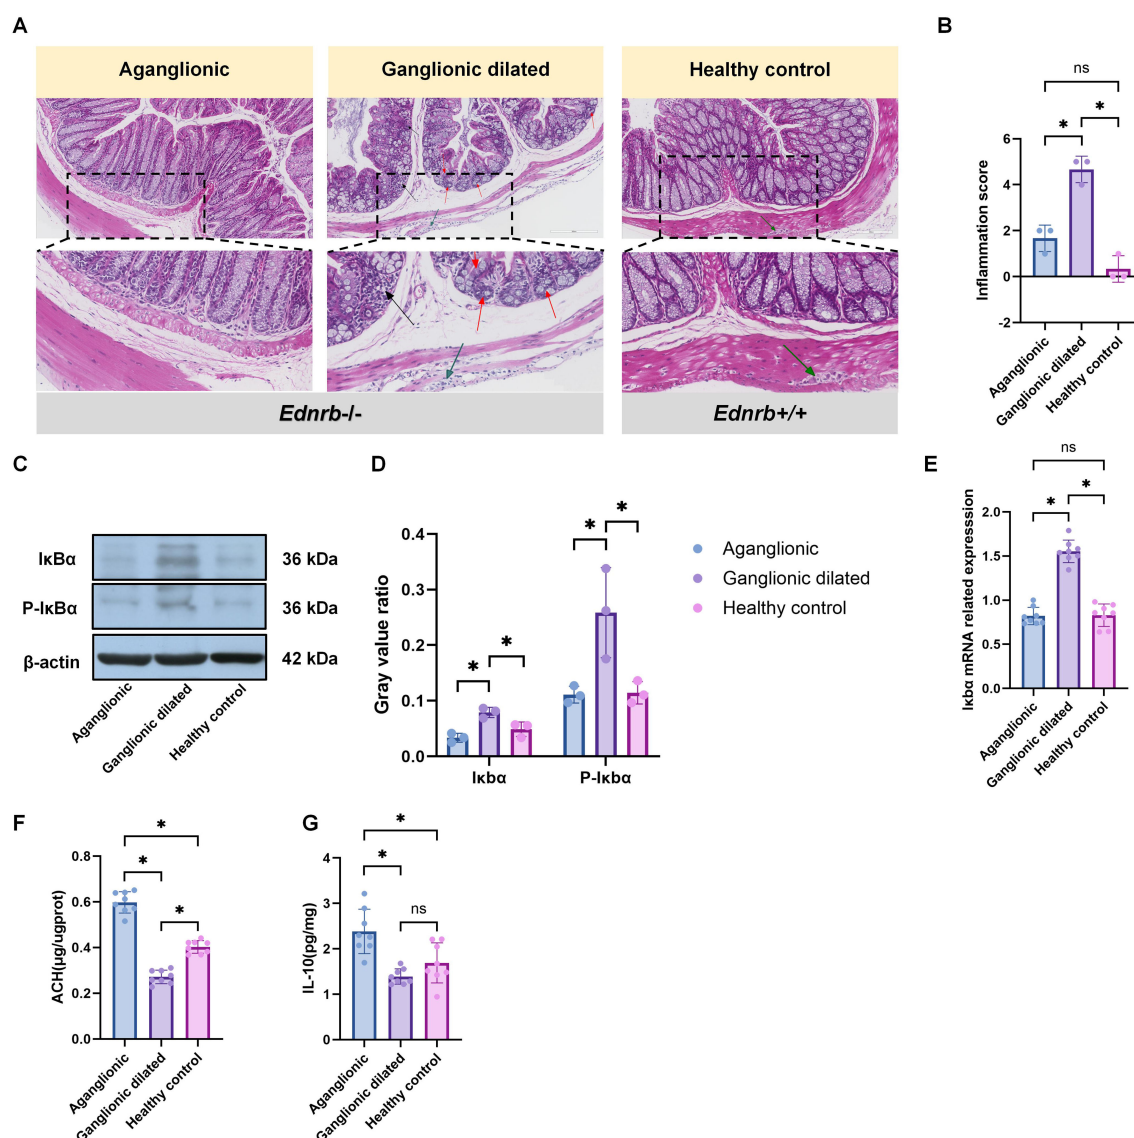 A
Aganglionic
Ganglionic dilated
Healthy control
Ednrb-/-
Ednrb+/+
B
ns
*
*
Inflammation score
6
4
2
0
-2
Aganglionic
Ganglionic dilated
Healthy control
C
IκBα
36 kDa
P-IκBα
36 kDa
β-actin
42 kDa
Aganglionic
Ganglionic dilated
Healthy control
D
Gray value ratio
0.4
0.3
0.2
0.1
0.0
*
*
*
*
Iκbα
P-Iκbα
Aganglionic
Ganglionic dilated
Healthy control
E
ns
*
*
Iκbα mRNA related expresssion
2.0
1.5
1.0
0.5
0.0
Aganglionic
Ganglionic dilated
Healthy control
F
*
*
*
ACH(μg/ugprot)
0.8
0.6
0.4
0.2
0.0
Aganglionic
Ganglionic dilated
Healthy control
G
*
*
ns
IL-10(pg/mg)
4
3
2
1
0
Aganglionic
Ganglionic dilated
Healthy control